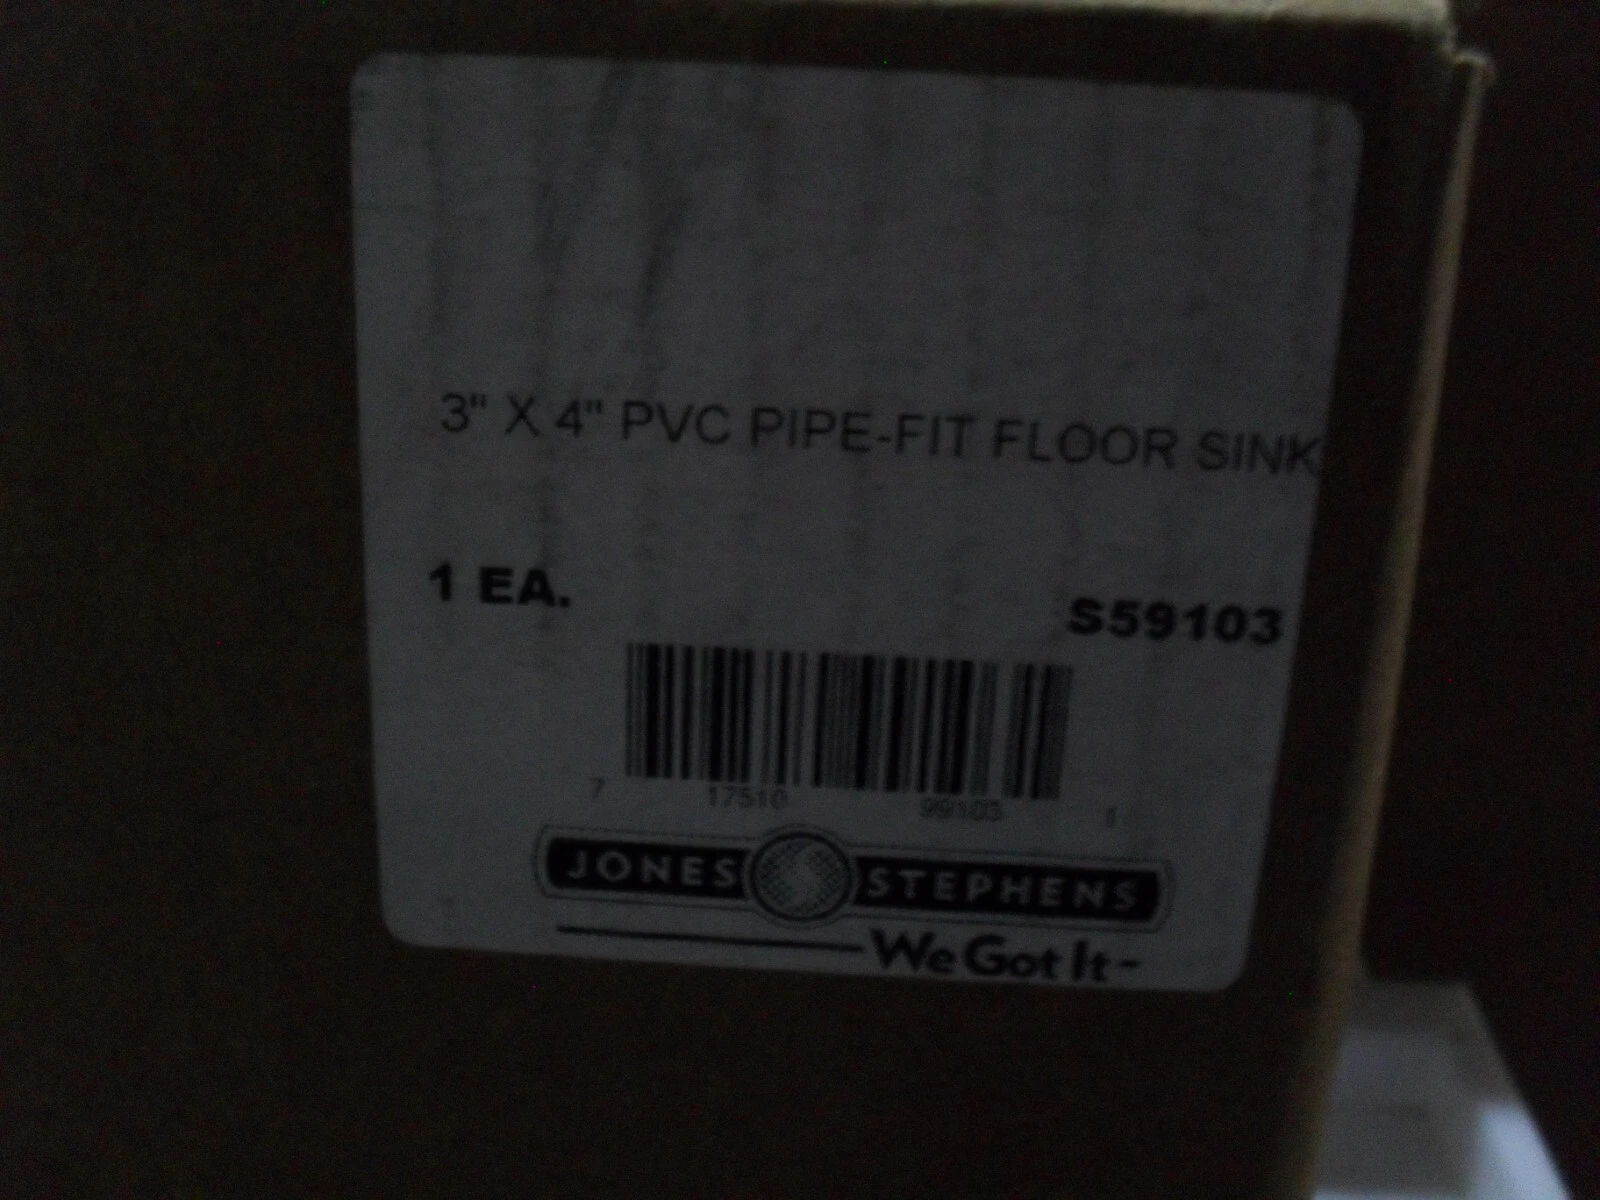 3" X 4" PVC PIPE-FIT FLOOR SINK
1 EA.
S59103
7 17510 99103 1
JONES STEPHENS
We Got It